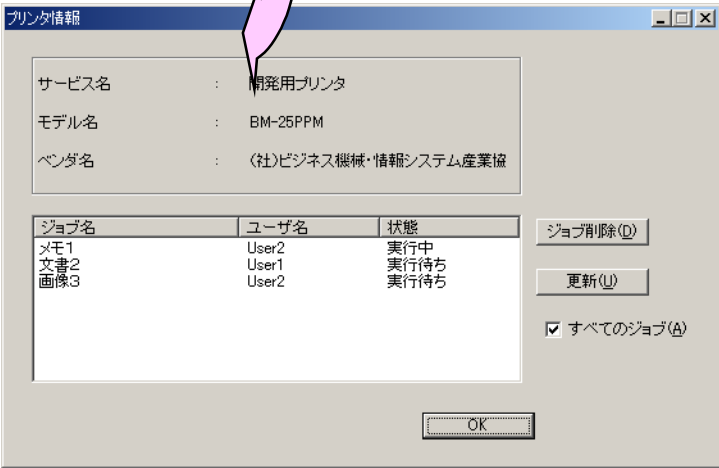 プリンタ情報
サービス名 : 開発用プリンタ
モデル名 : BM-25PPM
ベンダ名 : (社)ビジネス機械・情報システム産業協
ジョブ名 ユーザ名 状態
メモ1 User2 実行中
文書2 User1 実行待ち
画像3 User2 実行待ち
ジョブ削除(D)
更新(U)
すべてのジョブ(A)
OK